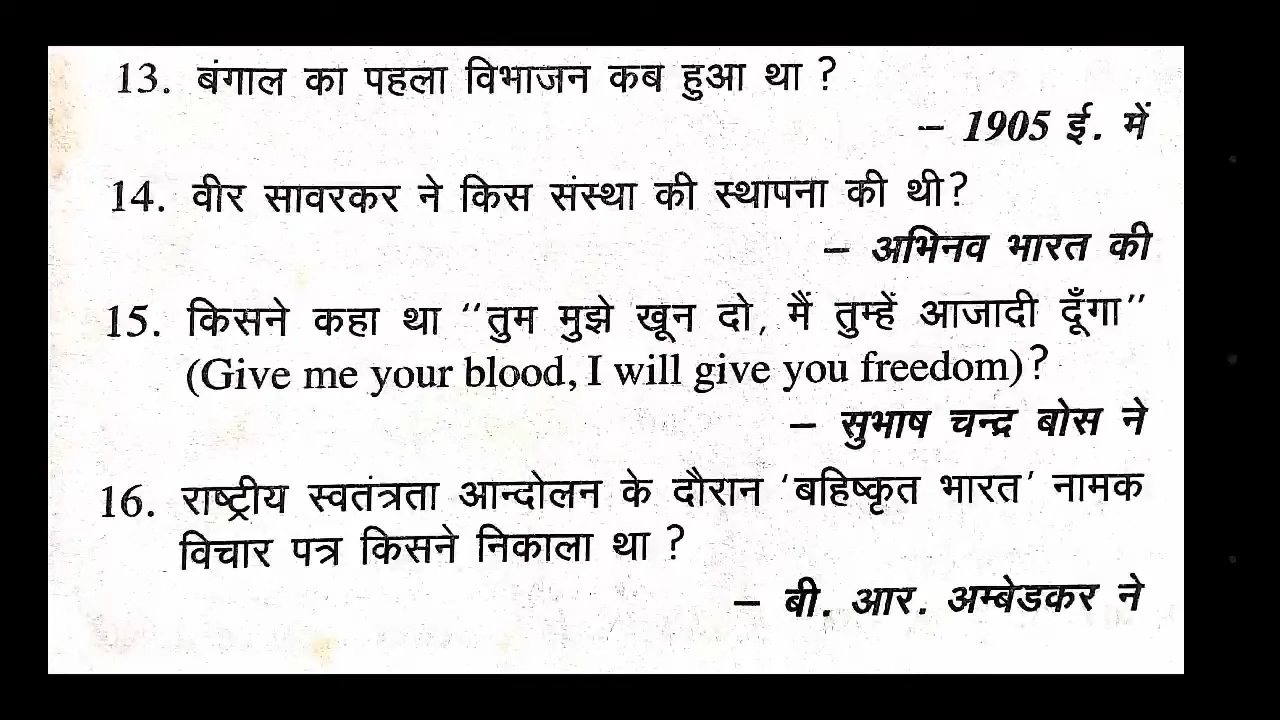 13. बंगाल का पहला विभाजन कब हुआ था ?
– 1905 ई. में
14. वीर सावरकर ने किस संस्था की स्थापना की थी?
– अभिनव भारत की
15. किसने कहा था “तुम मुझे खून दो, मैं तुम्हें आजादी दूँगा”
(Give me your blood, I will give you freedom)?
– सुभाष चन्द्र बोस ने
16. राष्ट्रीय स्वतंत्रता आन्दोलन के दौरान ‘बहिष्कृत भारत’ नामक
विचार पत्र किसने निकाला था ?
– बी. आर. अम्बेडकर ने